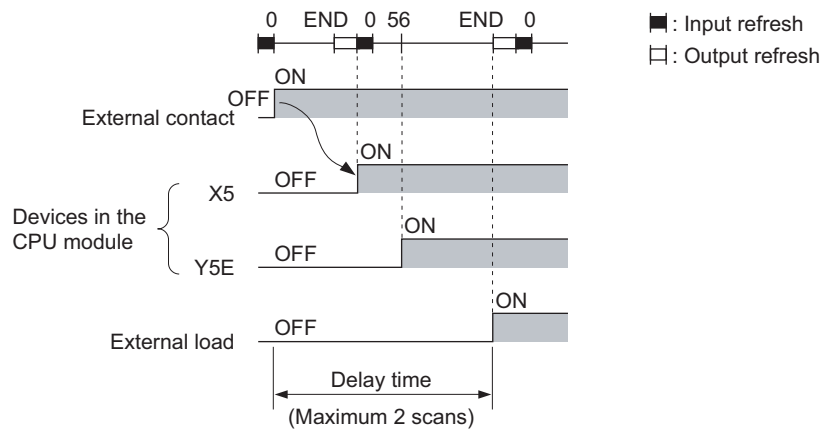 0 END 0 56 END 0
: Input refresh
: Output refresh
ON
OFF
External contact
ON
OFF
X5
Devices in the
CPU module
ON
OFF
Y5E
ON
OFF
External load
Delay time
(Maximum 2 scans)